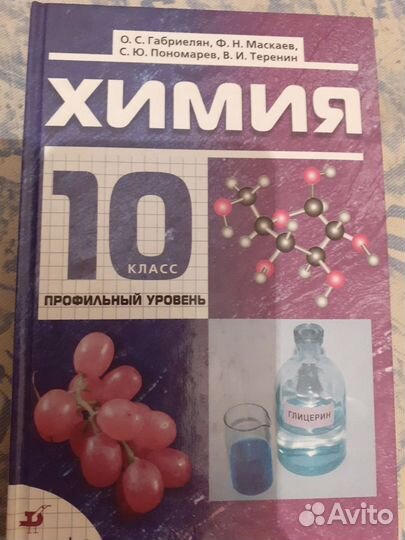 О. С. Габриелян, Ф. Н. Маскаев,
С. Ю. Пономарев, В. И. Теренин
ХИМИЯ
10
КЛАСС
ПРОФИЛЬНЫЙ УРОВЕНЬ
ГЛИЦЕРИН
Avito